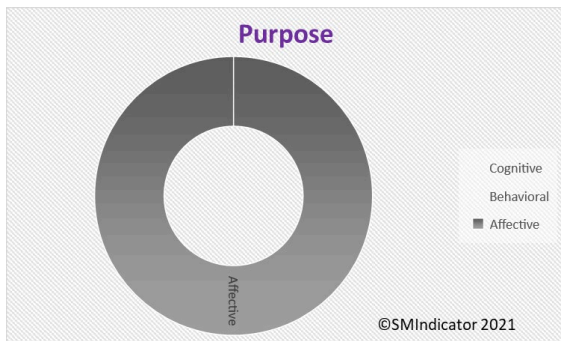 Purpose
Cognitive
Behavioral
Affective
Affective
©SMIndicator 2021